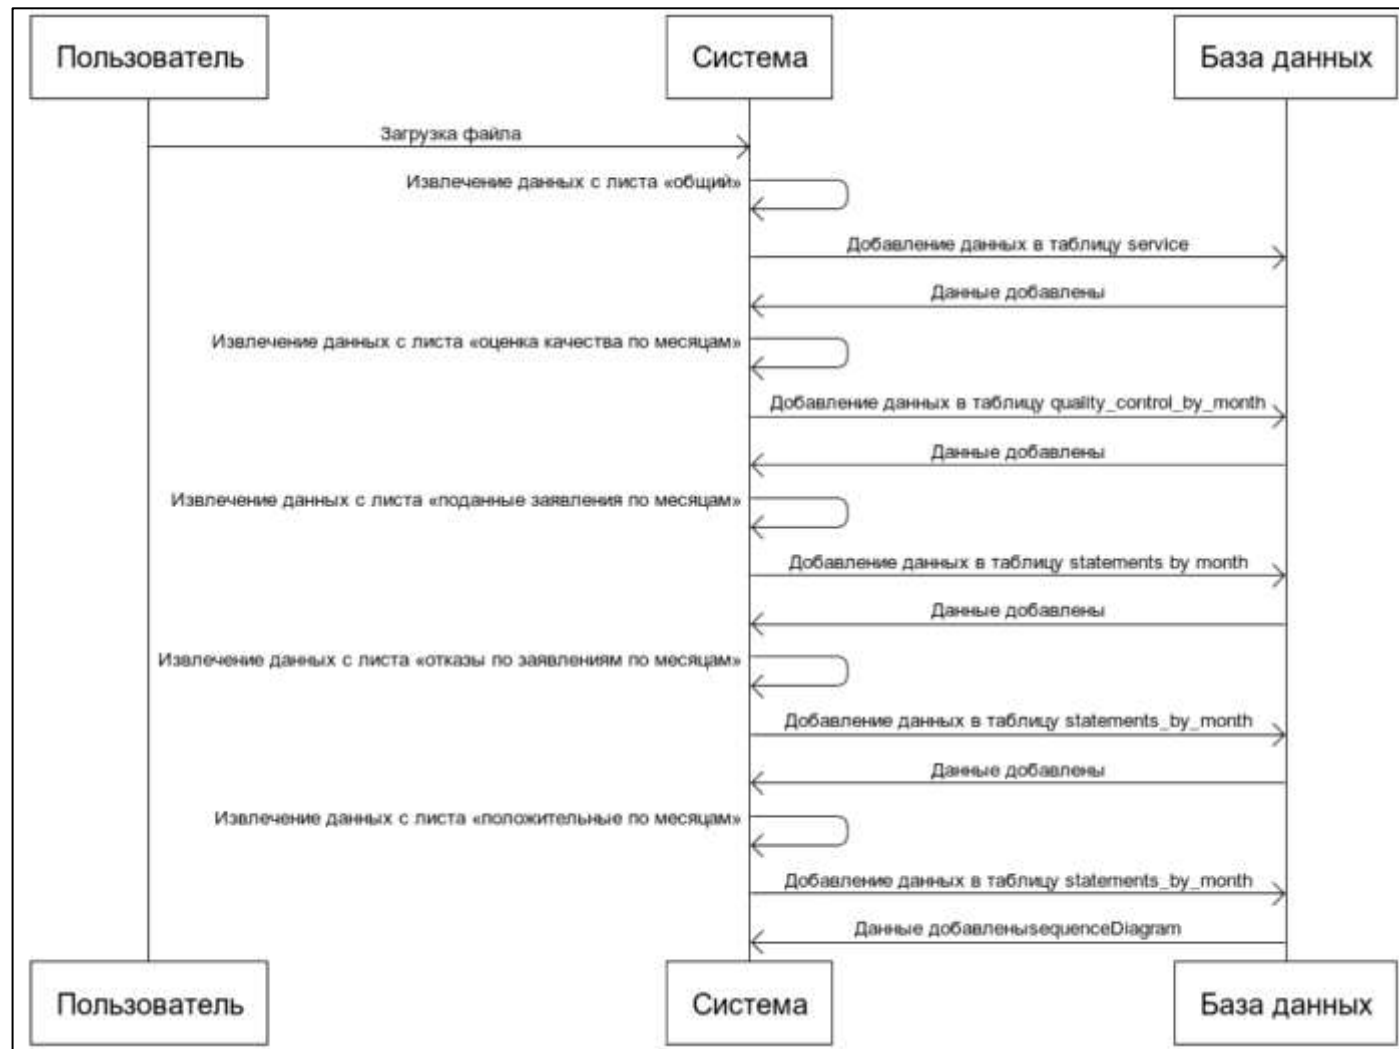 Пользователь
Система
База данных
Загрузка файла
Извлечение данных с листа «общий»
Добавление данных в таблицу service
Данные добавлены
Извлечение данных с листа «оценка качества по месяцам»
Добавление данных в таблицу quality_control_by_month
Данные добавлены
Извлечение данных с листа «поданные заявления по месяцам»
Добавление данных в таблицу statements by month
Данные добавлены
Извлечение данных с листа «отказы по заявлениям по месяцам»
Добавление данных в таблицу statements_by_month
Данные добавлены
Извлечение данных с листа «положительные по месяцам»
Добавление данных в таблицу statements_by_month
Данные добавленыsequenceDiagram
Пользователь
Система
База данных